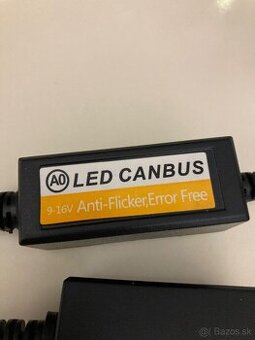 A0 LED CANBUS
9-16V Anti-Flicker,Error Free
Bazos.sk